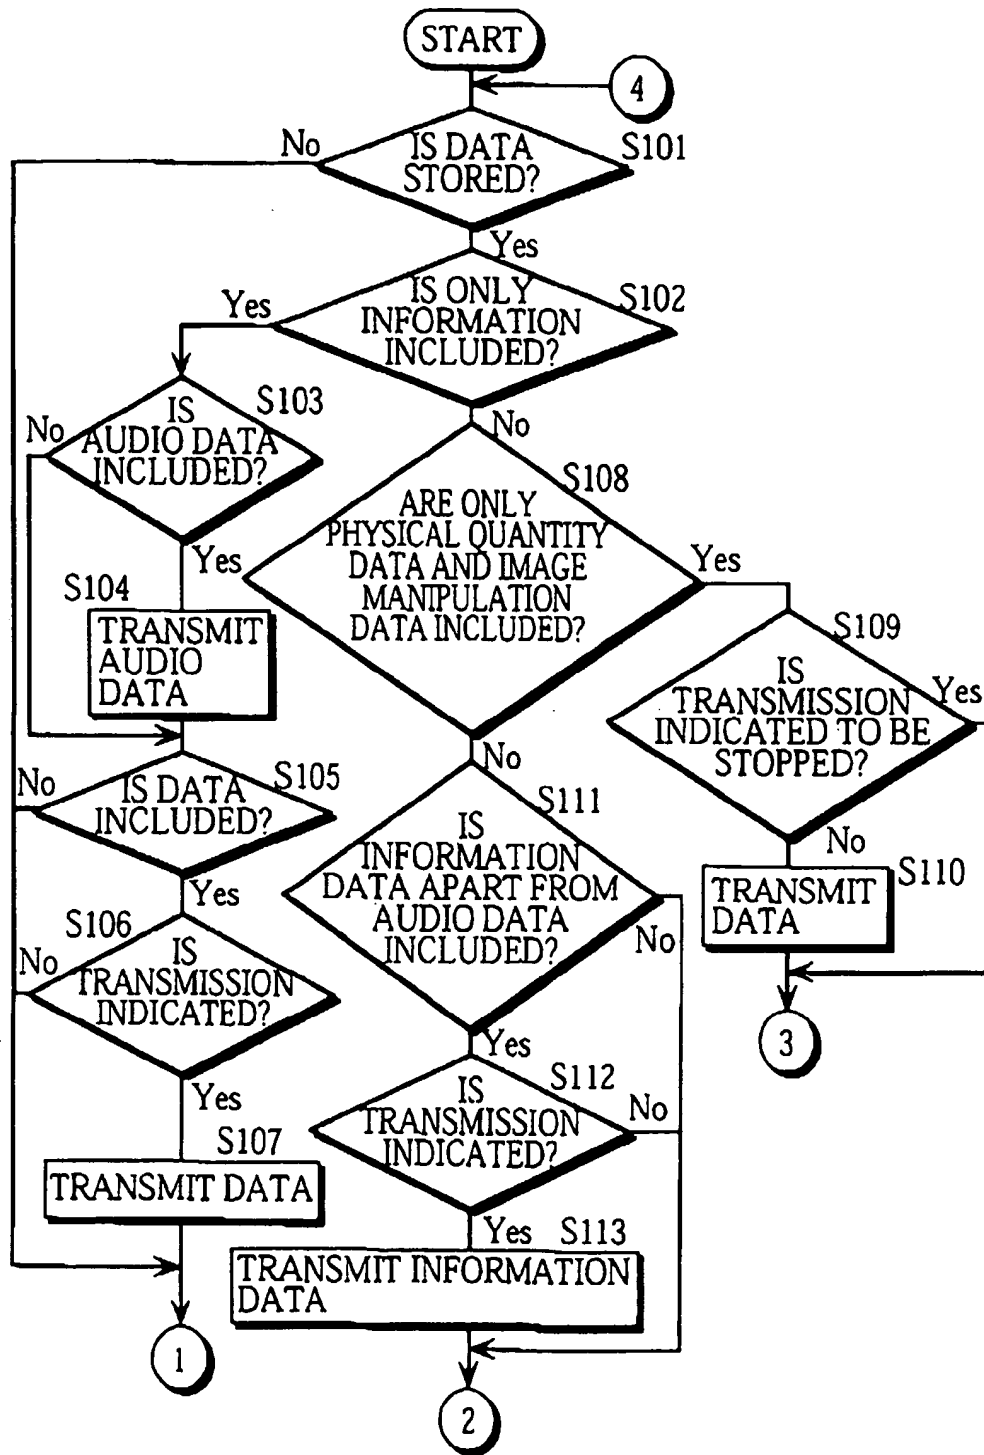 START
4
No
IS DATA
STORED?
S101
Yes
IS ONLY
INFORMATION
INCLUDED?
S102
Yes
No
IS
AUDIO DATA
INCLUDED?
S103
No
Yes
S104
TRANSMIT
AUDIO
DATA
ARE ONLY
PHYSICAL QUANTITY
DATA AND IMAGE
MANIPULATION
DATA INCLUDED?
S108
Yes
No
S109
IS
TRANSMISSION
INDICATED TO BE
STOPPED?
Yes
No
S110
TRANSMIT
DATA
3
No
IS DATA
INCLUDED?
S105
Yes
S106
No
IS
TRANSMISSION
INDICATED?
Yes
S107
TRANSMIT DATA
1
S111
IS
INFORMATION
DATA APART FROM
AUDIO DATA
INCLUDED?
No
Yes
S112
IS
TRANSMISSION
INDICATED?
No
Yes
S113
TRANSMIT INFORMATION
DATA
2